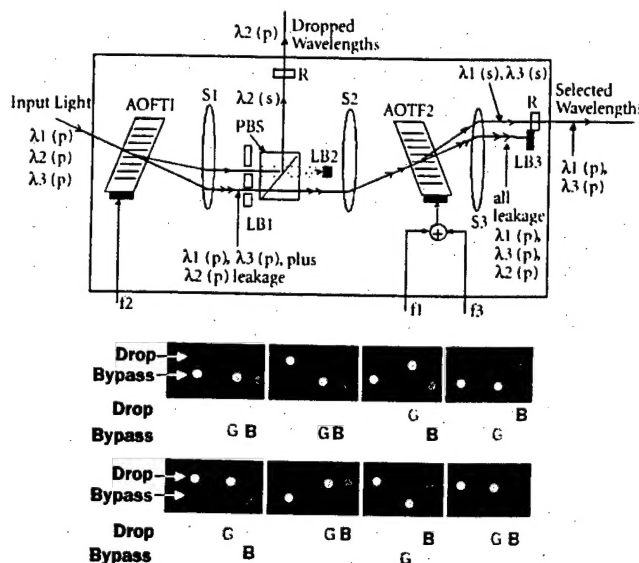 λ2 (p)
Dropped
Wavelengths
R
λ1 (s), λ3 (s)
Selected
Wavelengths
R
Input Light
AOFT1
S1
λ2 (s)
S2
AOTF2
PBS
LB2
LB3
λ1 (p)
λ2 (p)
λ3 (p)
λ1 (p),
λ3 (p)
S3
LB1
all
leakage
λ1 (p),
λ3 (p),
λ2 (p)
λ1 (p), λ3 (p), plus
λ2 (p) leakage
+
f2
f1
f3
Drop
Bypass
Drop G B
Bypass G B G B B G
Drop
Bypass
Drop G G B B G B
Bypass B G